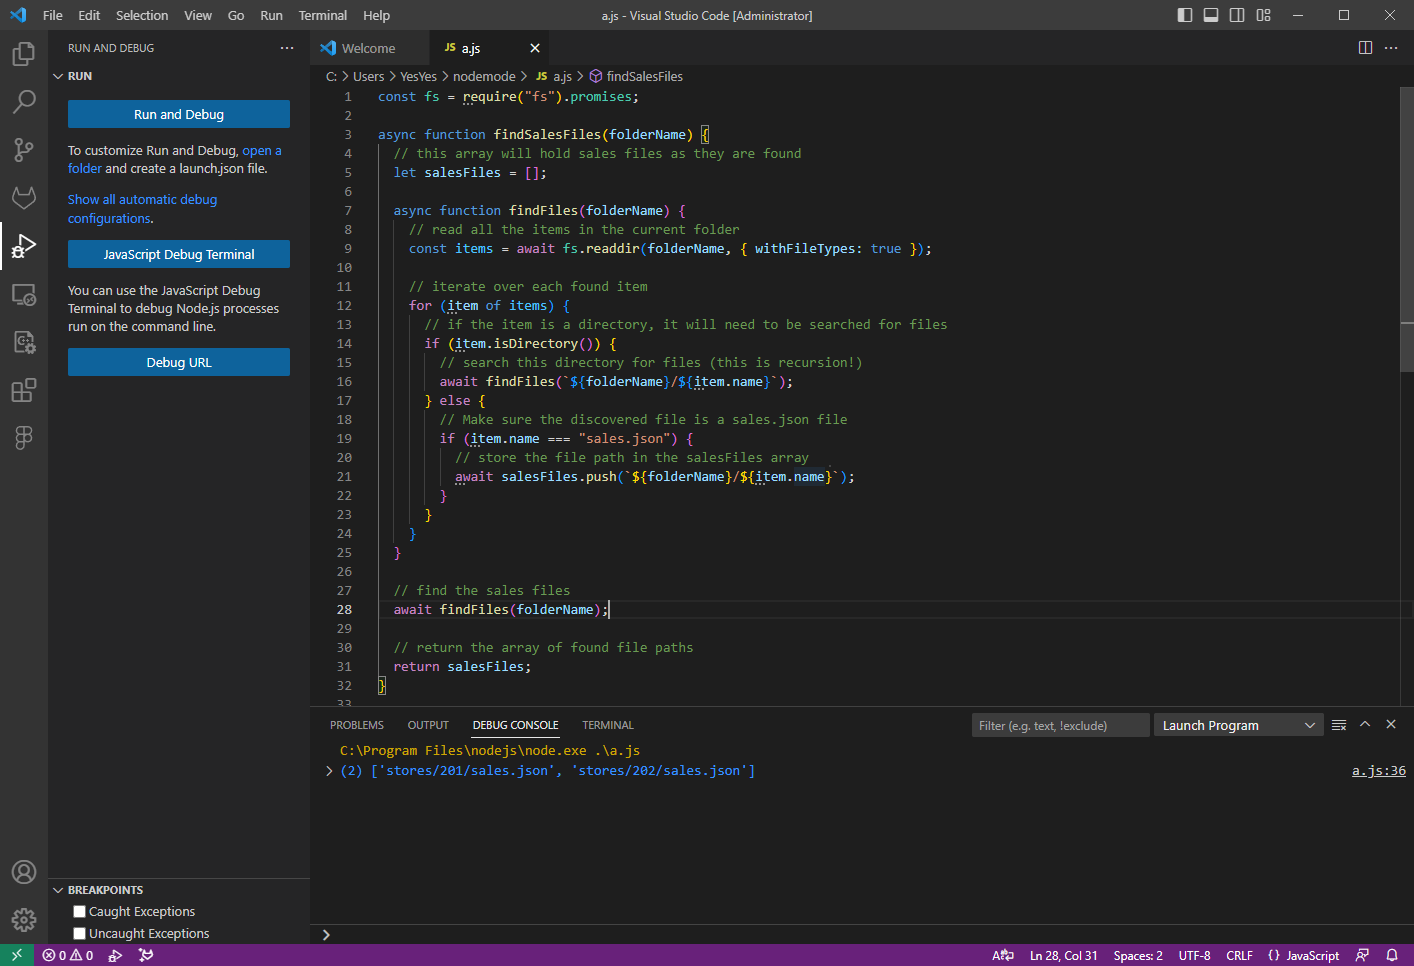 File Edit Selection View Go Run Terminal Help a.js - Visual Studio Code [Administrator]
RUN AND DEBUG ···
RUN
Run and Debug
To customize Run and Debug, open a
folder and create a launch.json file.
Show all automatic debug
configurations.
JavaScript Debug Terminal
You can use the JavaScript Debug
Terminal to debug Node.js processes
run on the command line.
Debug URL
BREAKPOINTS
Caught Exceptions
Uncaught Exceptions
Welcome JS a.js
C: > Users > YesYes > nodemode > JS a.js > findSalesFiles
1 const fs = require("fs").promises;
2
3 async function findSalesFiles(folderName) {
4   // this array will hold sales files as they are found
5   let salesFiles = [];
6
7   async function findFiles(folderName) {
8     // read all the items in the current folder
9     const items = await fs.readdir(folderName, { withFileTypes: true });
10
11     // iterate over each found item
12     for (item of items) {
13       // if the item is a directory, it will need to be searched for files
14       if (item.isDirectory()) {
15         // search this directory for files (this is recursion!)
16         await findFiles(`${folderName}/${item.name}`);
17       } else {
18         // Make sure the discovered file is a sales.json file
19         if (item.name === "sales.json") {
20           // store the file path in the salesFiles array
21           await salesFiles.push(`${folderName}/${item.name}`);
22         }
23       }
24     }
25   }
26
27   // find the sales files
28   await findFiles(folderName);
29
30   // return the array of found file paths
31   return salesFiles;
32 }
33
PROBLEMS OUTPUT DEBUG CONSOLE TERMINAL Filter (e.g. text, !exclude) Launch Program
C:\Program Files\nodejs\node.exe .\a.js
> (2) ['stores/201/sales.json', 'stores/202/sales.json'] a.js:36
>
0 0 Ln 28, Col 31 Spaces: 2 UTF-8 CRLF {} JavaScript